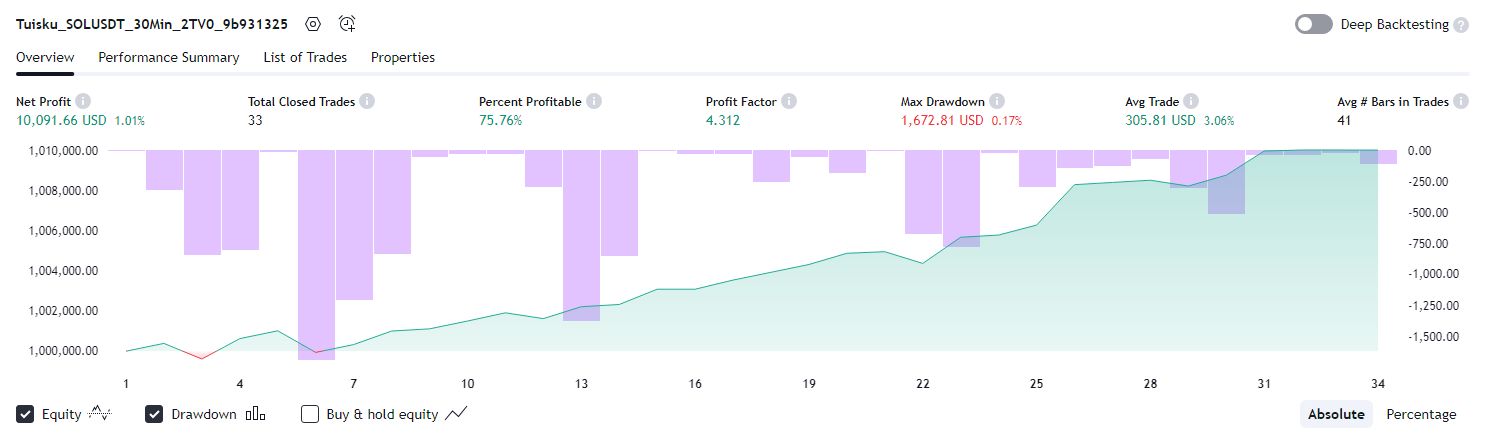 Tuisku_SOLUSDT_30Min_2TV0_9b931325 Deep Backtesting ?
Overview Performance Summary List of Trades Properties
Net Profit i Total Closed Trades i Percent Profitable i Profit Factor i Max Drawdown i Avg Trade i Avg # Bars in Trades i
10,091.66 USD 1.01% 33 75.76% 4.312 1,672.81 USD 0.17% 305.81 USD 3.06% 41
1,010,000.00 0.00
1,008,000.00 -250.00
1,006,000.00 -500.00
1,004,000.00 -750.00
1,002,000.00 -1,000.00
1,000,000.00 -1,250.00
-1,500.00
1 4 7 10 13 16 19 22 25 28 31 34
Equity Drawdown Buy & hold equity Absolute Percentage